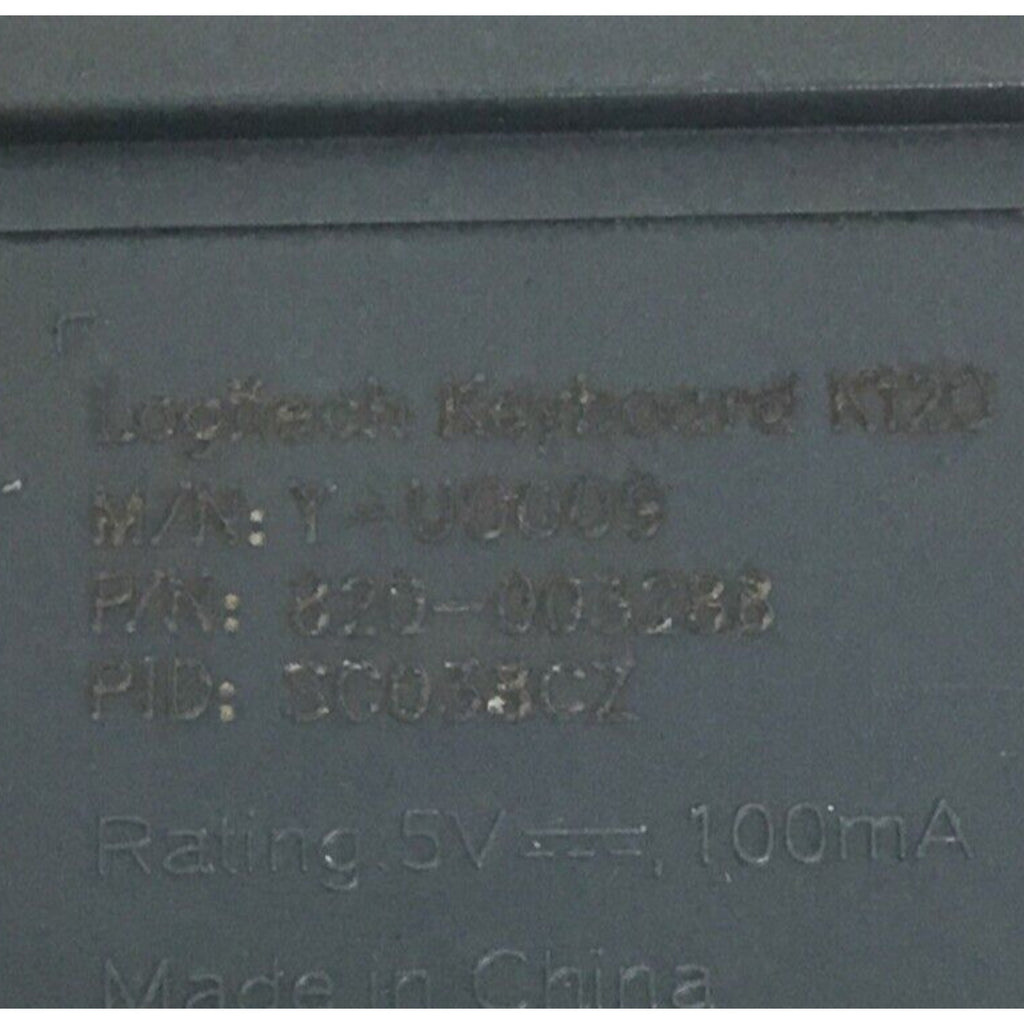 Logitech Keyboard K120
M/N: Y-U0009
P/N: 820-003288
PID: SC038CZ
Rating: 5V ⎓, 100mA
Made in China